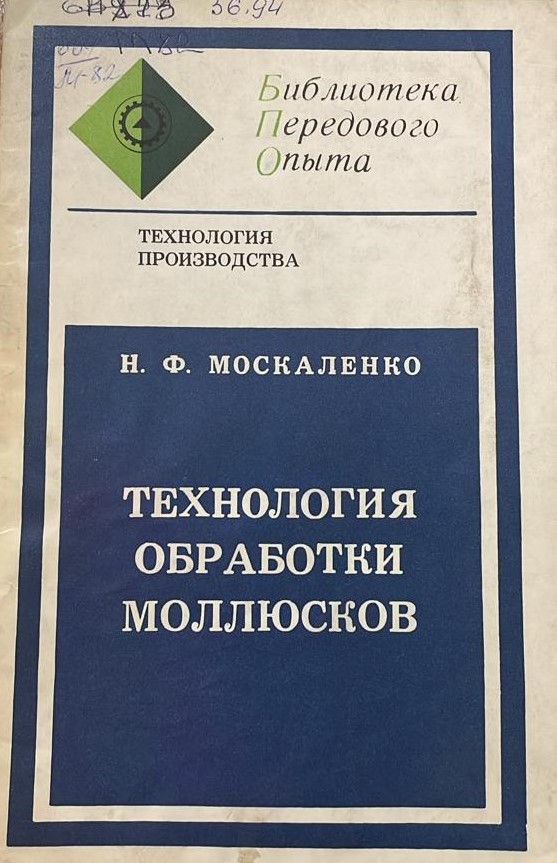 36.94
Библиотека
Передового
Опыта
ТЕХНОЛОГИЯ
ПРОИЗВОДСТВА
Н. Ф. МОСКАЛЕНКО
ТЕХНОЛОГИЯ
ОБРАБОТКИ
МОЛЛЮСКОВ